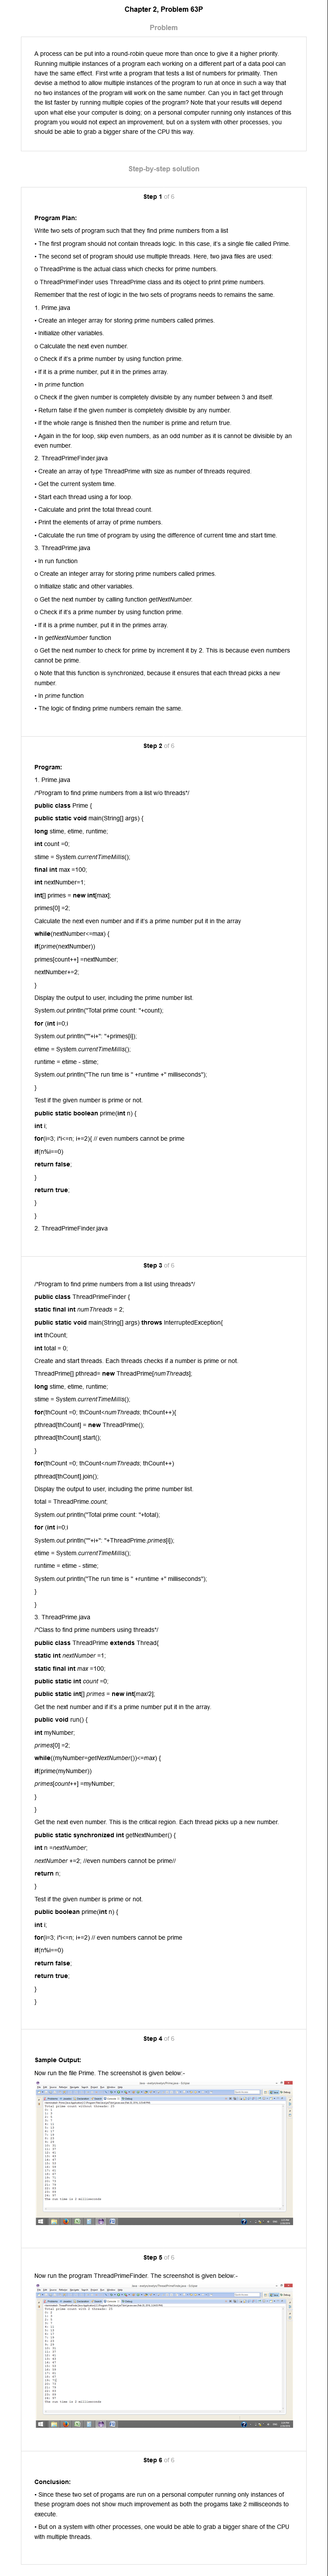 Chapter 2, Problem 63P
Problem
A process can be put into a round-robin queue more than once to give it a higher priority.
Running multiple instances of a program each working on a different part of a data pool can
have the same effect. First write a program that tests a list of numbers for primality. Then
devise a method to allow multiple instances of the program to run at once in such a way that
no two instances of the program will work on the same number. Can you in fact get through
the list faster by running multiple copies of the program? Note that your results will depend
upon what else your computer is doing; on a personal computer running only instances of this
program you would not expect an improvement, but on a system with other processes, you
should be able to grab a bigger share of the CPU this way.
Step-by-step solution
Step 1 of 6
Program Plan:
Write two sets of program such that they find prime numbers from a list
• The first program should not contain threads logic. In this case, it's a single file called Prime.
• The second set of program should use multiple threads. Here, two java files are used:
o ThreadPrime is the actual class which checks for prime numbers.
o ThreadPrimeFinder uses ThreadPrime class and its object to print prime numbers.
Remember that the rest of logic in the two sets of programs needs to remains the same.
1. Prime.java
• Create an integer array for storing prime numbers called primes.
• Initialize other variables.
o Calculate the next even number.
o Check if it's a prime number by using function prime.
• If it is a prime number, put it in the primes array.
• In prime function
o Check if the given number is completely divisible by any number between 3 and itself.
• Return false if the given number is completely divisible by any number.
• If the whole range is finished then the number is prime and return true.
• Again in the for loop, skip even numbers, as an odd number as it is cannot be divisible by an
even number.
2. ThreadPrimeFinder.java
• Create an array of type ThreadPrime with size as number of threads required.
• Get the current system time.
• Start each thread using a for loop.
• Calculate and print the total thread count.
• Print the elements of array of prime numbers.
• Calculate the run time of program by using the difference of current time and start time.
3. ThreadPrime.java
• In run function
o Create an integer array for storing prime numbers called primes.
o Initialize static and other variables.
o Get the next number by calling function getNextNumber.
o Check if it's a prime number by using function prime.
• If it is a prime number, put it in the primes array.
• In getNextNumber function
o Get the next number to check for prime by increment it by 2. This is because even numbers
cannot be prime.
o Note that this function is synchronized, because it ensures that each thread picks a new
number.
• In prime function
• The logic of finding prime numbers remain the same.
Step 2 of 6
Program:
1. Prime.java
/*Program to find prime numbers from a list w/o threads*/
public class Prime {
public static void main(String[] args) {
long stime, etime, runtime;
int count =0;
stime = System.currentTimeMillis();
final int max =100;
int nextNumber=1;
int[] primes = new int[max];
primes[0] =2;
Calculate the next even number and if it's a prime number put it in the array
while(nextNumber<=max) {
if(prime(nextNumber))
primes[count++] =nextNumber;
nextNumber+=2;
}
Display the output to user, including the prime number list.
System.out.println("Total prime count: "+count);
for (int i=0;i
System.out.println(""+i+": "+primes[i]);
etime = System.currentTimeMillis();
runtime = etime - stime;
System.out.println("The run time is " +runtime +" milliseconds");
}
Test if the given number is prime or not.
public static boolean prime(int n) {
int i;
for(i=3; i*i<=n; i+=2){ // even numbers cannot be prime
if(n%i==0)
return false;
}
return true;
}
}
2. ThreadPrimeFinder.java
Step 3 of 6
/*Program to find prime numbers from a list using threads*/
public class ThreadPrimeFinder {
static final int numThreads = 2;
public static void main(String[] args) throws InterruptedException{
int thCount;
int total = 0;
Create and start threads. Each threads checks if a number is prime or not.
ThreadPrime[] pthread= new ThreadPrime[numThreads];
long stime, etime, runtime;
stime = System.currentTimeMillis();
for(thCount =0; thCount<numThreads; thCount++){
pthread[thCount] = new ThreadPrime();
pthread[thCount].start();
}
for(thCount =0; thCount<numThreads; thCount++)
pthread[thCount].join();
Display the output to user, including the prime number list.
total = ThreadPrime.count;
System.out.println("Total prime count: "+total);
for (int i=0;i
System.out.println(""+i+": "+ThreadPrime.primes[i]);
etime = System.currentTimeMillis();
runtime = etime - stime;
System.out.println("The run time is " +runtime +" milliseconds");
}
}
3. ThreadPrime.java
/*Class to find prime numbers using threads*/
public class ThreadPrime extends Thread{
static int nextNumber =1;
static final int max =100;
public static int count =0;
public static int[] primes = new int[max/2];
Get the next number and if it's a prime number put it in the array.
public void run() {
int myNumber;
primes[0] =2;
while((myNumber=getNextNumber())<=max) {
if(prime(myNumber))
primes[count++] =myNumber;
}
}
Get the next even number. This is the critical region. Each thread picks up a new number.
public static synchronized int getNextNumber() {
int n =nextNumber;
nextNumber +=2; //even numbers cannot be prime//
return n;
}
Test if the given number is prime or not.
public boolean prime(int n) {
int i;
for(i=3; i*i<=n; i+=2) // even numbers cannot be prime
if(n%i==0)
return false;
return true;
}
}
Step 4 of 6
Sample Output:
Now run the file Prime. The screenshot is given below:-
Step 5 of 6
Now run the program ThreadPrimeFinder. The screenshot is given below:-
Step 6 of 6
Conclusion:
• Since these two set of progams are run on a personal computer running only instances of
these program does not show much improvement as both the progams take 2 milliseconds to
execute.
• But on a system with other processes, one would be able to grab a bigger share of the CPU
with multiple threads.